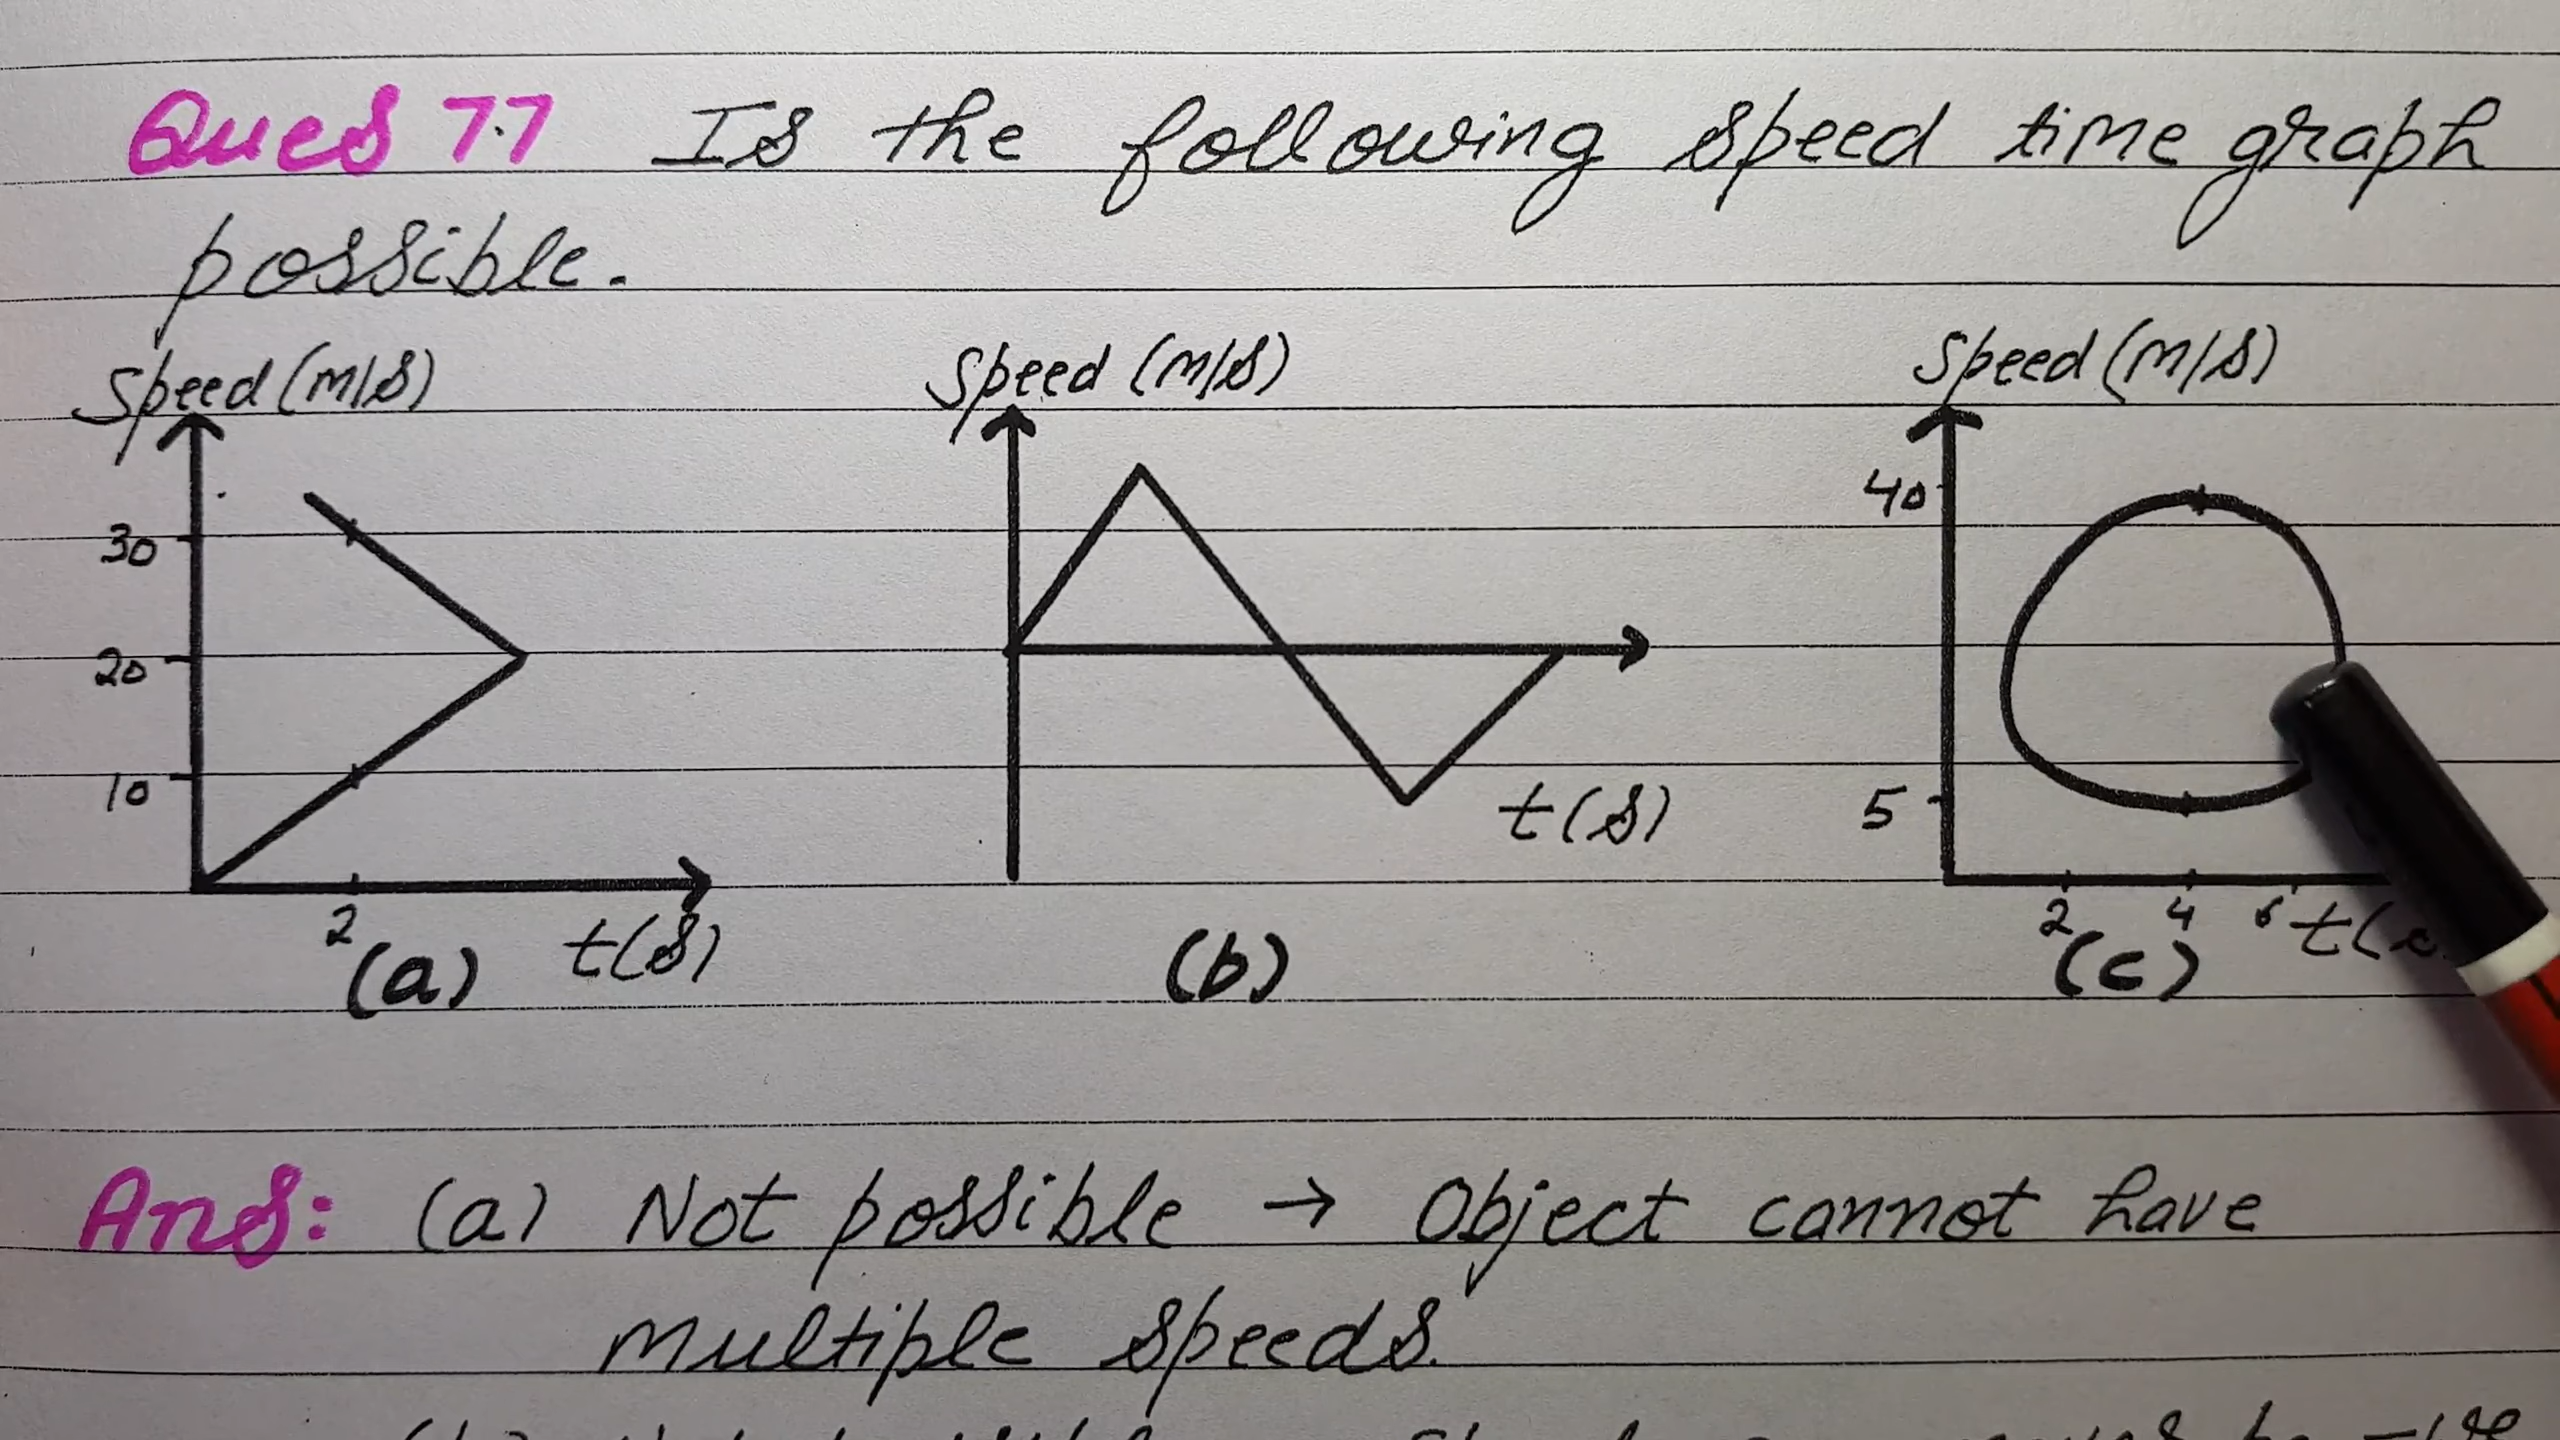 Ques 7.7 Is the following speed time graph
possible.
Speed (m/s)
30
20
10
2
t(s)
(a)
Speed (m/s)
t(s)
(b)
Speed (m/s)
40
5
2 4 6 t(
(c)
Ans: (a) Not possible → Object cannot have
multiple speeds.